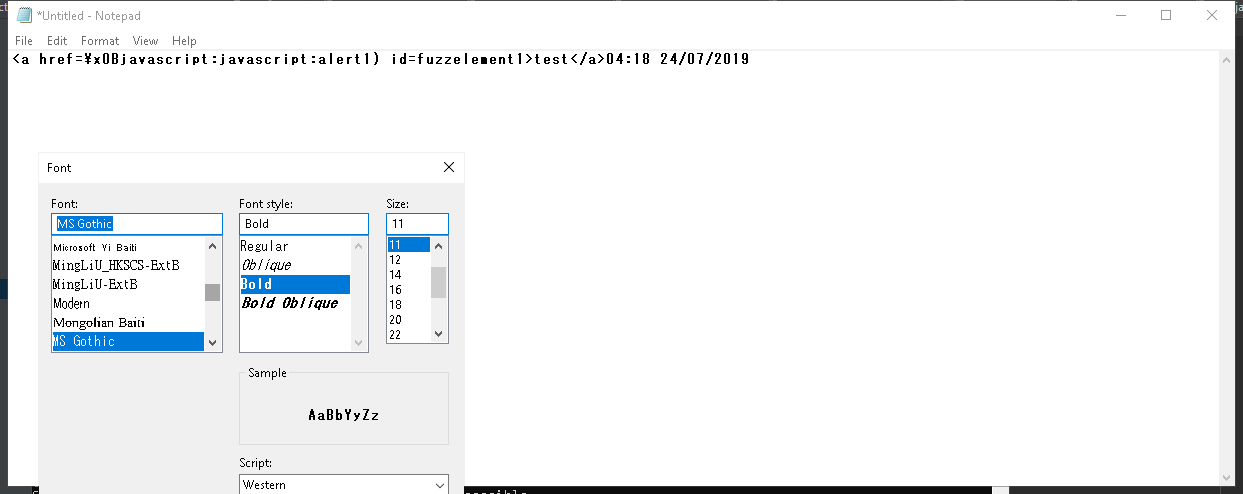 *Untitled - Notepad
File Edit Format View Help
<a href=¥x0Bjavascript:javascript:alert1) id=fuzzelement1>test</a>04:18 24/07/2019
Font
Font: Font style: Size:
MS Gothic Bold 11
Microsoft Yi Baiti
MingLiU_HKSCS-ExtB
MingLiU-ExtB
Modern
Mongolian Baiti
MS Gothic
Regular
Oblique
Bold
Bold Oblique
11
12
14
16
18
20
22
Sample
AaBbYyZz
Script:
Western